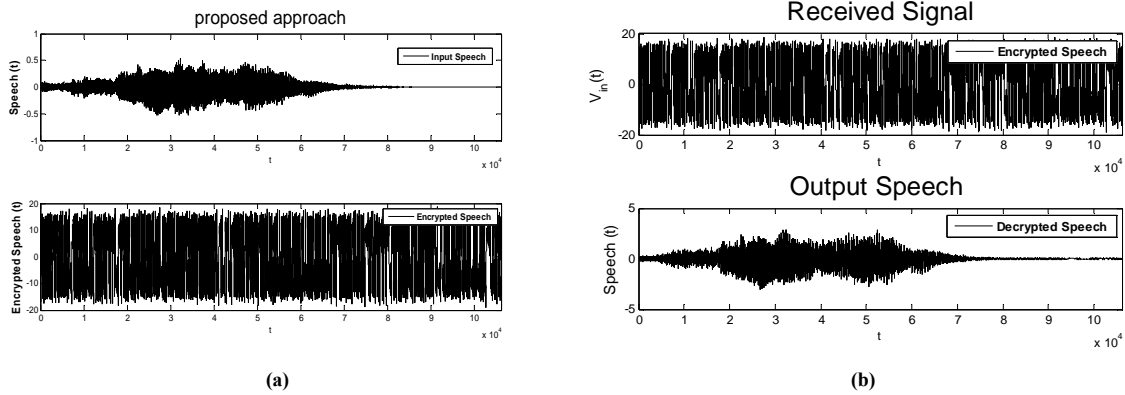 proposed approach
1
0.5
0
-0.5
-1
Speech (t)
Input Speech
0 1 2 3 4 5 6 7 8 9 10
x 10^4
t
20
10
0
-10
-20
Encrypted Speech (t)
Encrypted Speech
0 1 2 3 4 5 6 7 8 9 10
x 10^4
t
(a)
Received Signal
20
0
-20
V_in(t)
Encrypted Speech
0 1 2 3 4 5 6 7 8 9 10
x 10^4
t
Output Speech
5
0
-5
Speech (t)
Decrypted Speech
0 1 2 3 4 5 6 7 8 9 10
x 10^4
t
(b)